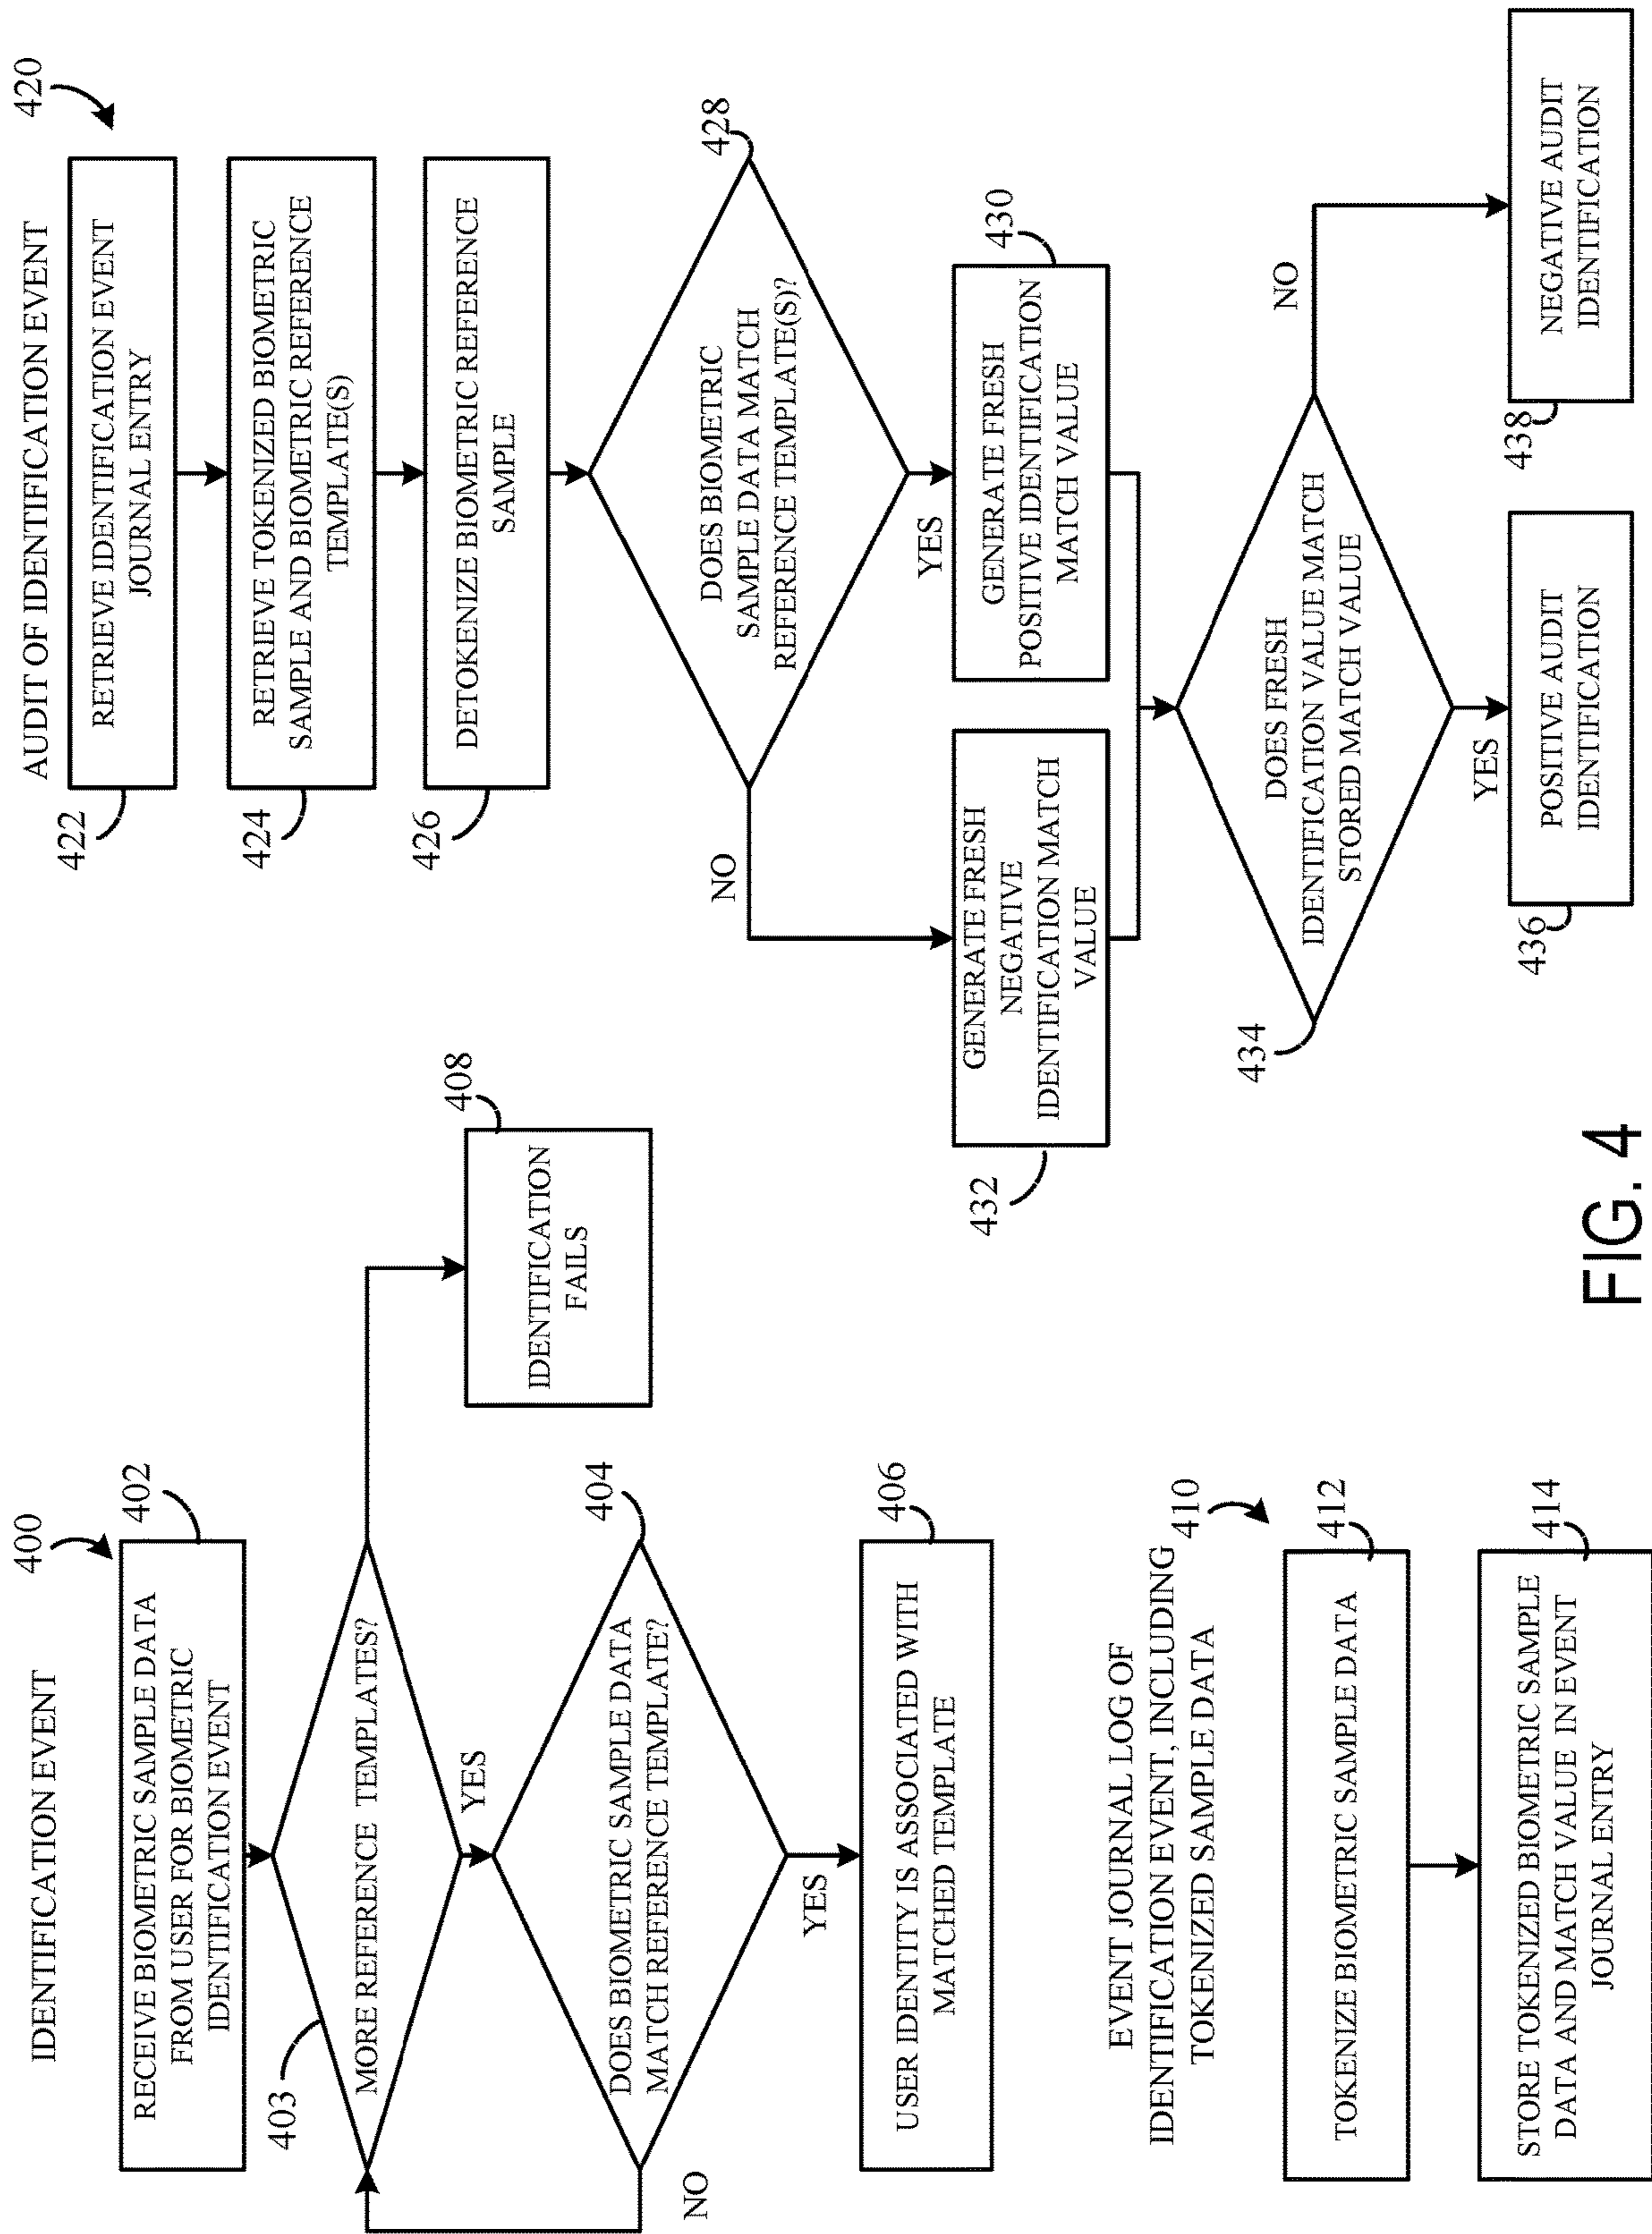 IDENTIFICATION EVENT
400
402
RECEIVE BIOMETRIC SAMPLE DATA
FROM USER FOR BIOMETRIC
IDENTIFICATION EVENT
403
MORE REFERENCE TEMPLATES?
YES
404
DOES BIOMETRIC SAMPLE DATA
MATCH REFERENCE TEMPLATE?
NO
YES
406
USER IDENTITY IS ASSOCIATED WITH
MATCHED TEMPLATE
408
IDENTIFICATION
FAILS
EVENT JOURNAL LOG OF
IDENTIFICATION EVENT, INCLUDING
TOKENIZED SAMPLE DATA
410
412
TOKENIZE BIOMETRIC SAMPLE DATA
414
STORE TOKENIZED BIOMETRIC SAMPLE
DATA AND MATCH VALUE IN EVENT
JOURNAL ENTRY
AUDIT OF IDENTIFICATION EVENT
420
422
RETRIEVE IDENTIFICATION EVENT
JOURNAL ENTRY
424
RETRIEVE TOKENIZED BIOMETRIC
SAMPLE AND BIOMETRIC REFERENCE
TEMPLATE(S)
426
DETOKENIZE BIOMETRIC REFERENCE
SAMPLE
428
DOES BIOMETRIC
SAMPLE DATA MATCH
REFERENCE TEMPLATE(S)?
NO
YES
432
GENERATE FRESH
NEGATIVE
IDENTIFICATION MATCH
VALUE
430
GENERATE FRESH
POSITIVE IDENTIFICATION
MATCH VALUE
434
DOES FRESH
IDENTIFICATION VALUE MATCH
STORED MATCH VALUE
NO
YES
436
POSITIVE AUDIT
IDENTIFICATION
438
NEGATIVE AUDIT
IDENTIFICATION
FIG. 4